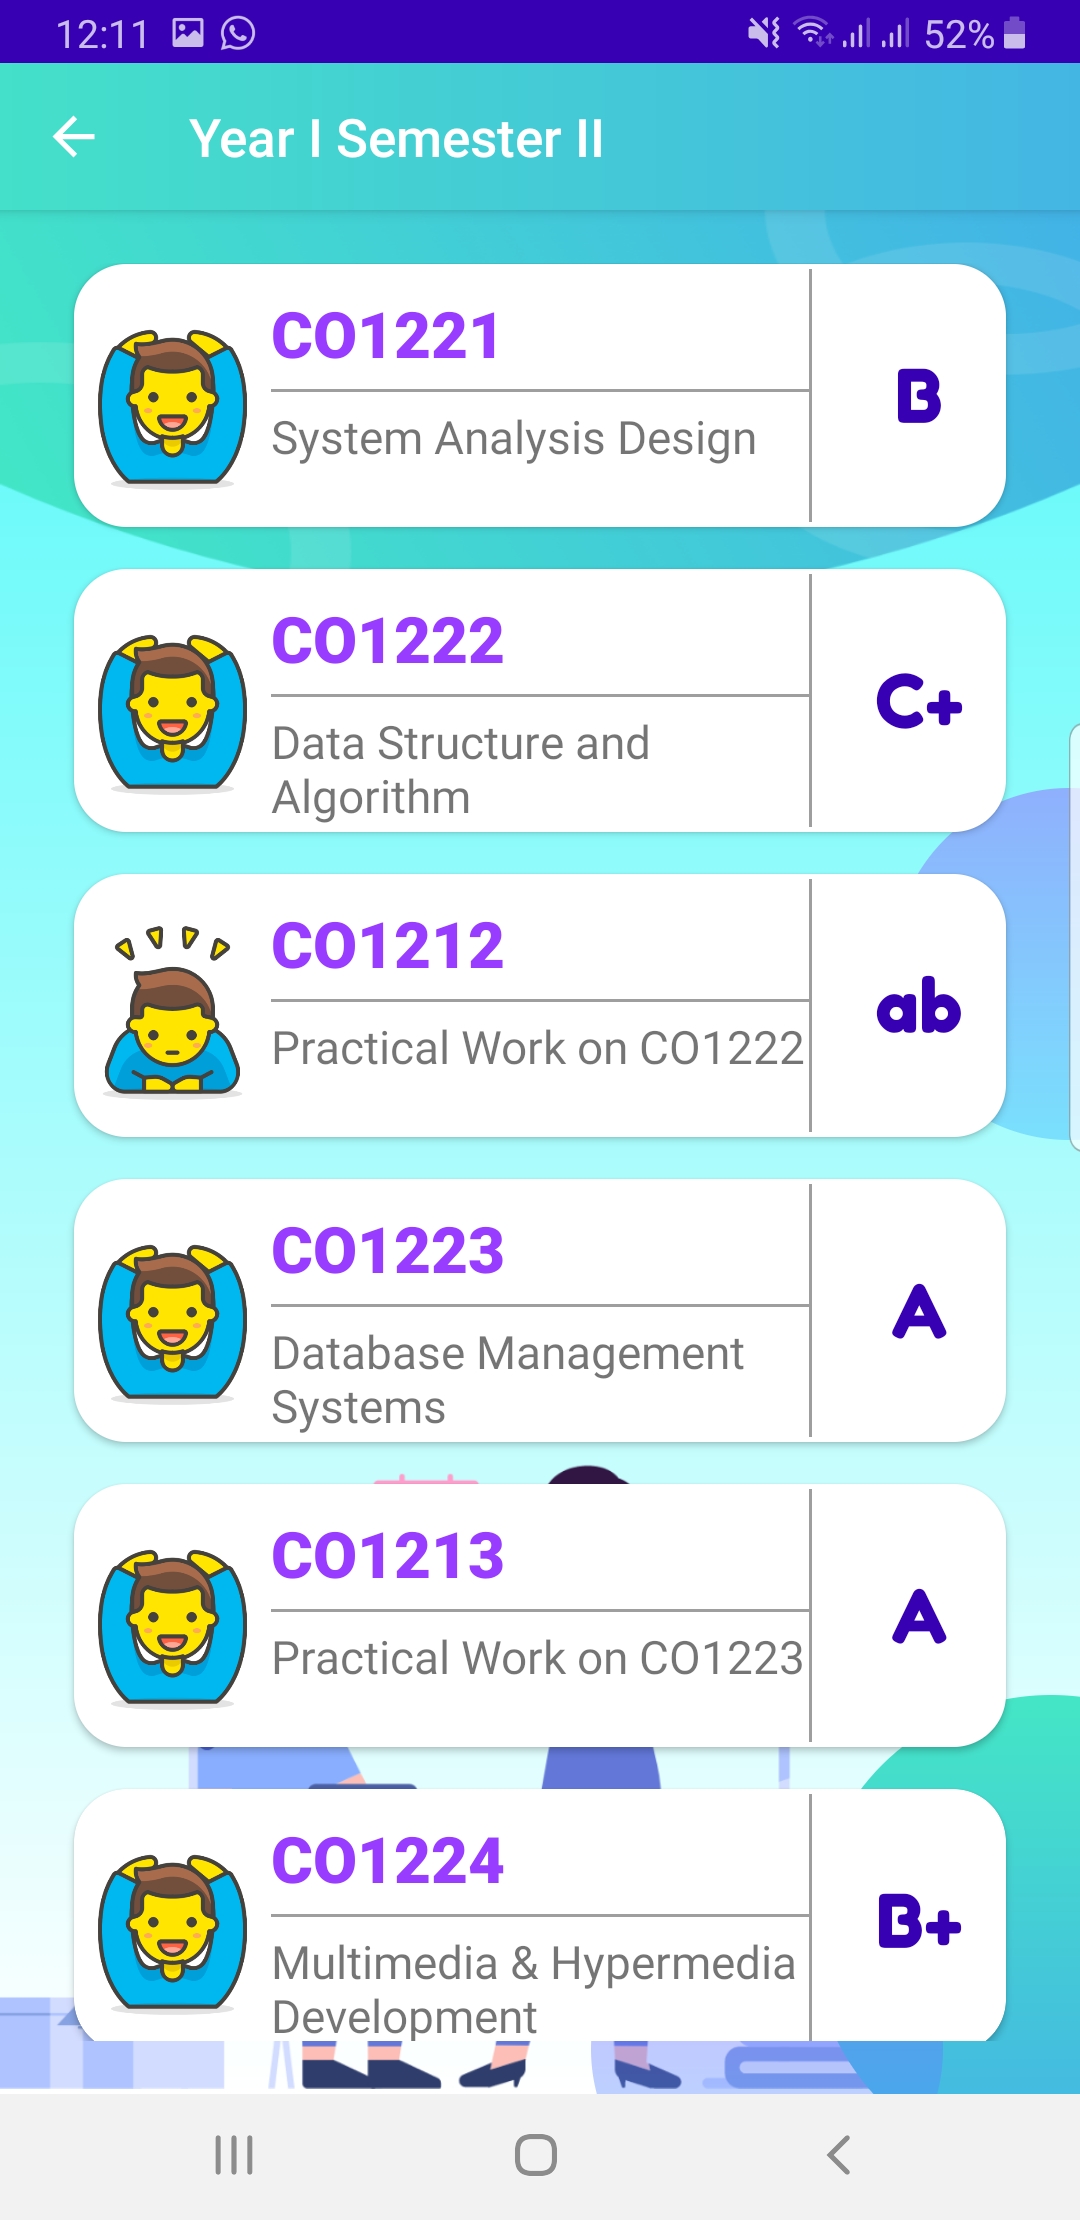 12:11 52%
Year I Semester II
CO1221
System Analysis Design
B
CO1222
Data Structure and
Algorithm
C+
CO1212
Practical Work on CO1222
ab
CO1223
Database Management
Systems
A
CO1213
Practical Work on CO1223
A
CO1224
Multimedia & Hypermedia
Development
B+